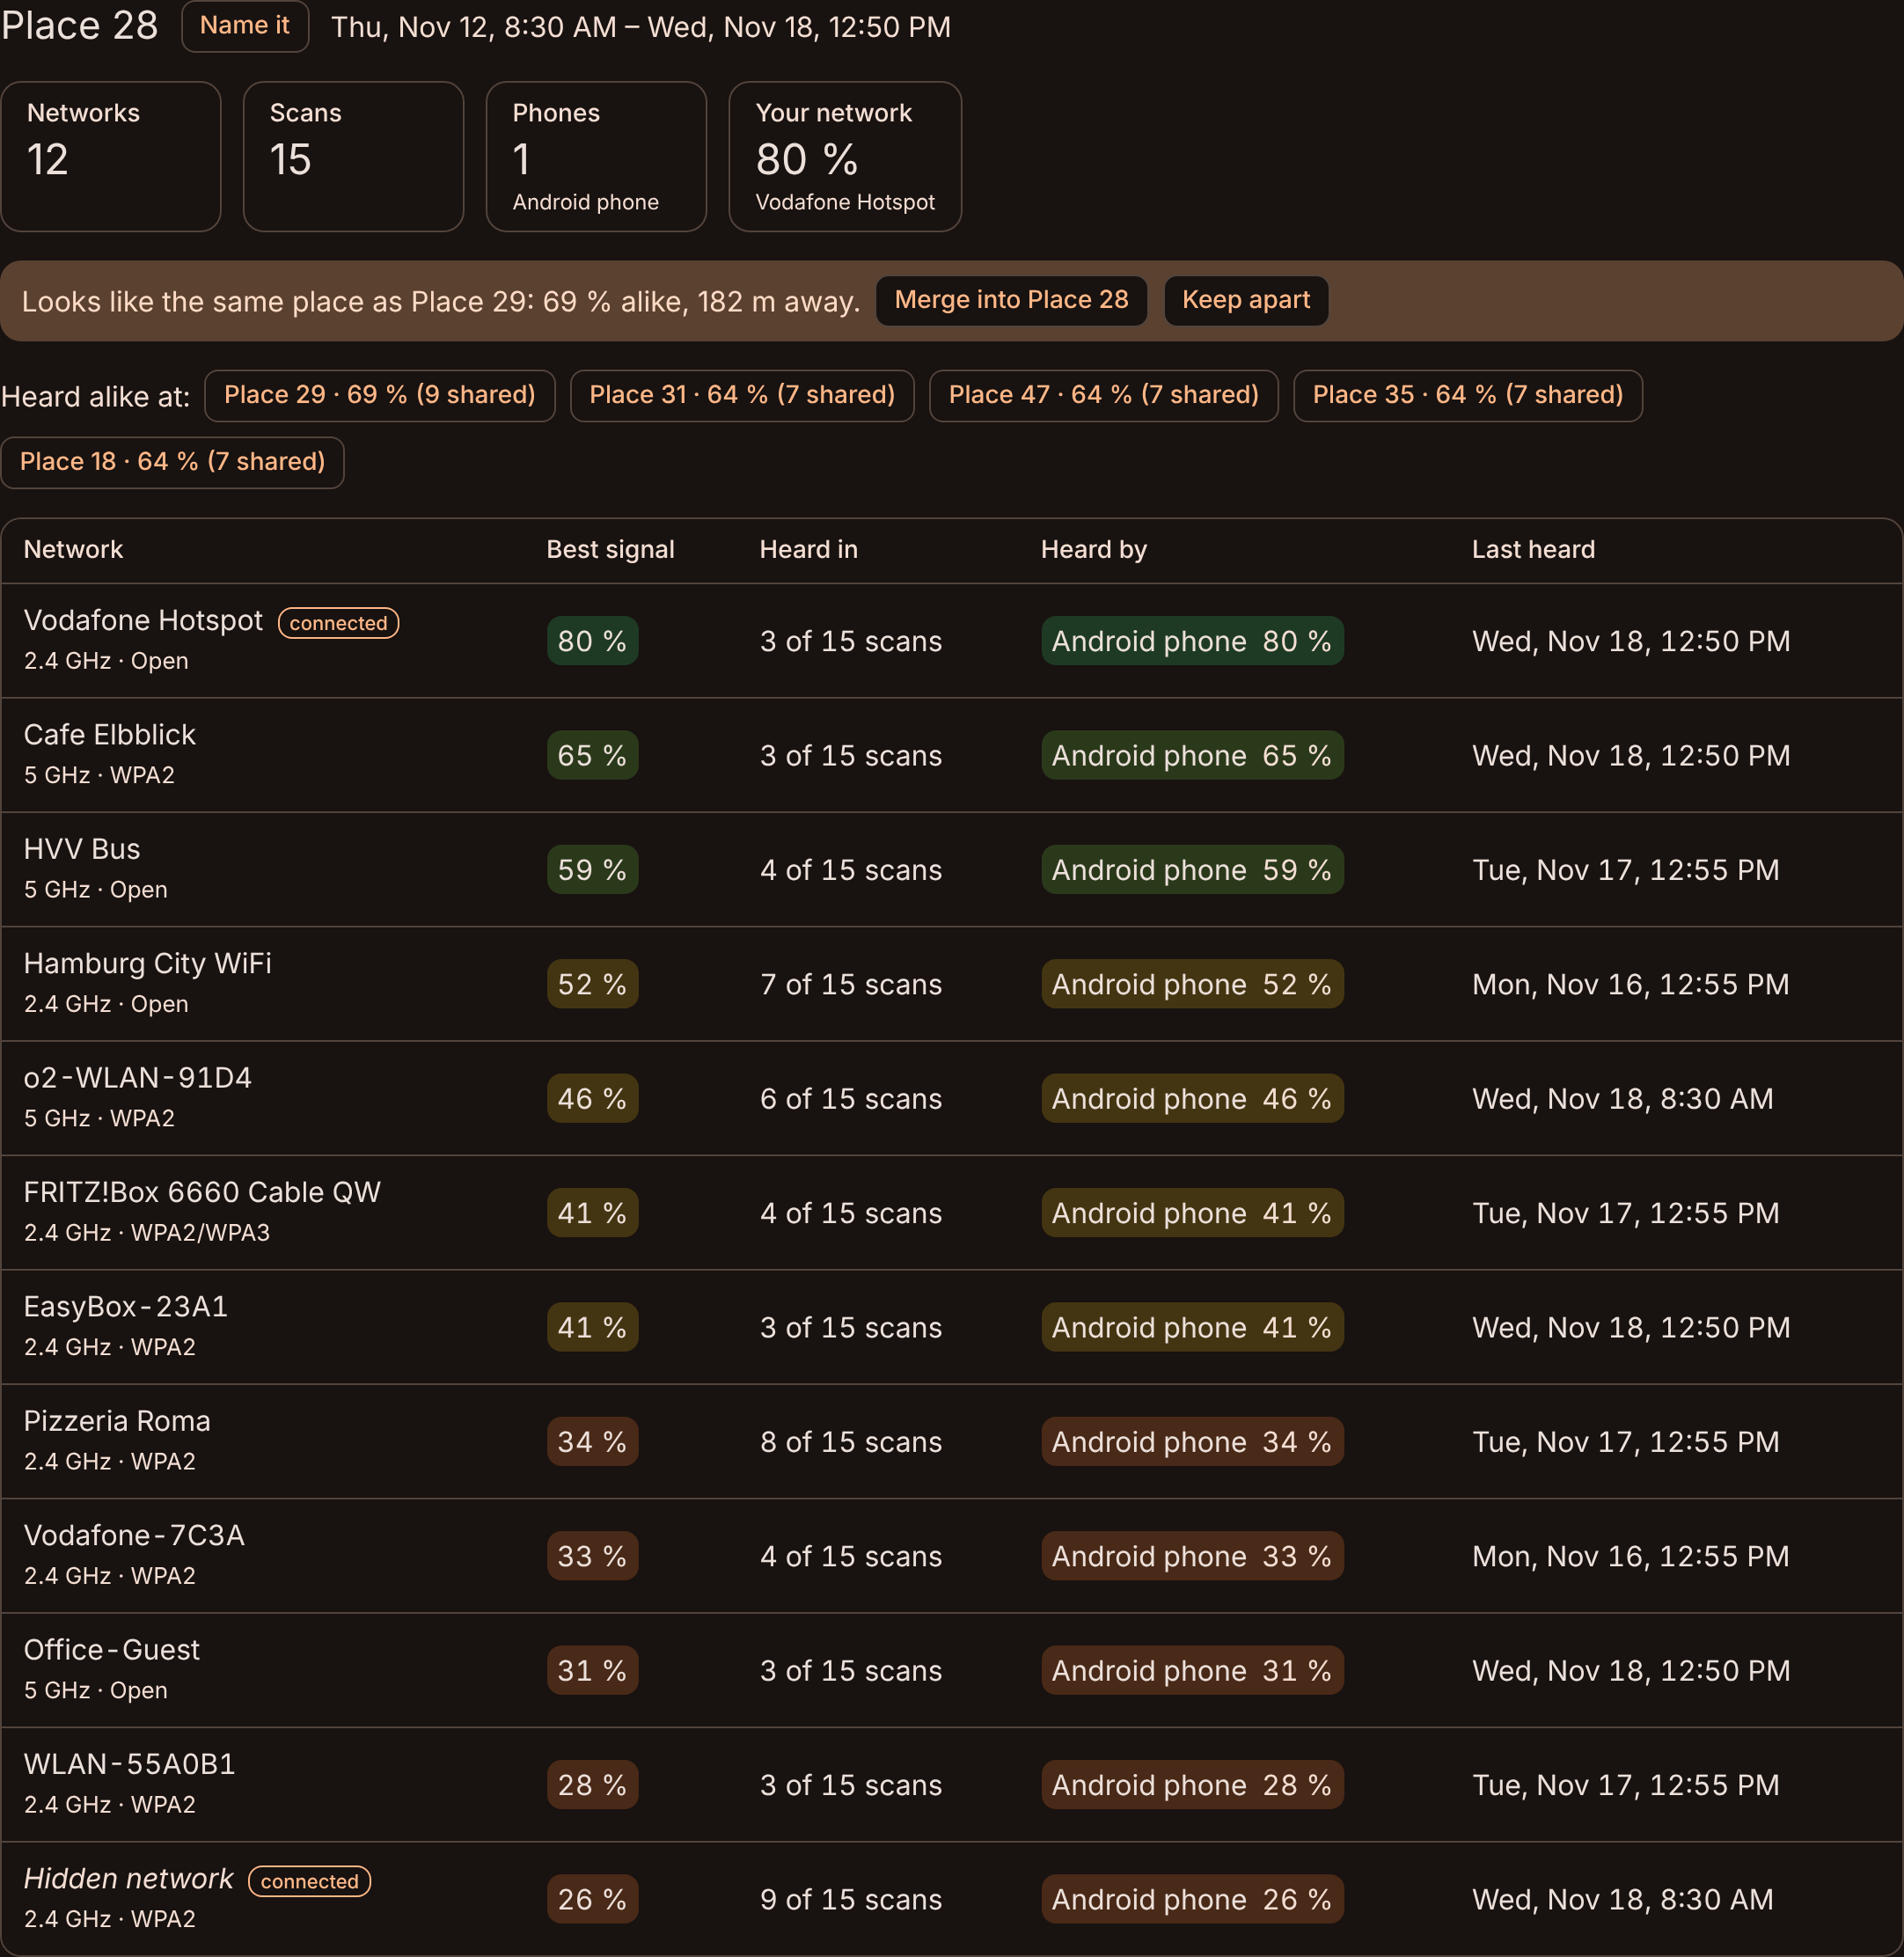 Place 28 Name it Thu, Nov 12, 8:30 AM – Wed, Nov 18, 12:50 PM
Networks
12
Scans
15
Phones
1
Android phone
Your network
80 %
Vodafone Hotspot
Looks like the same place as Place 29: 69 % alike, 182 m away. Merge into Place 28 Keep apart
Heard alike at: Place 29 · 69 % (9 shared) Place 31 · 64 % (7 shared) Place 47 · 64 % (7 shared) Place 35 · 64 % (7 shared)
Place 18 · 64 % (7 shared)
Network Best signal Heard in Heard by Last heard
Vodafone Hotspot connected
2.4 GHz · Open
80 % 3 of 15 scans Android phone 80 % Wed, Nov 18, 12:50 PM
Cafe Elbblick
5 GHz · WPA2
65 % 3 of 15 scans Android phone 65 % Wed, Nov 18, 12:50 PM
HVV Bus
5 GHz · Open
59 % 4 of 15 scans Android phone 59 % Tue, Nov 17, 12:55 PM
Hamburg City WiFi
2.4 GHz · Open
52 % 7 of 15 scans Android phone 52 % Mon, Nov 16, 12:55 PM
o2-WLAN-91D4
5 GHz · WPA2
46 % 6 of 15 scans Android phone 46 % Wed, Nov 18, 8:30 AM
FRITZ!Box 6660 Cable QW
2.4 GHz · WPA2/WPA3
41 % 4 of 15 scans Android phone 41 % Tue, Nov 17, 12:55 PM
EasyBox-23A1
2.4 GHz · WPA2
41 % 3 of 15 scans Android phone 41 % Wed, Nov 18, 12:50 PM
Pizzeria Roma
2.4 GHz · WPA2
34 % 8 of 15 scans Android phone 34 % Tue, Nov 17, 12:55 PM
Vodafone-7C3A
2.4 GHz · WPA2
33 % 4 of 15 scans Android phone 33 % Mon, Nov 16, 12:55 PM
Office-Guest
5 GHz · Open
31 % 3 of 15 scans Android phone 31 % Wed, Nov 18, 12:50 PM
WLAN-55A0B1
2.4 GHz · WPA2
28 % 3 of 15 scans Android phone 28 % Tue, Nov 17, 12:55 PM
Hidden network connected
2.4 GHz · WPA2
26 % 9 of 15 scans Android phone 26 % Wed, Nov 18, 8:30 AM